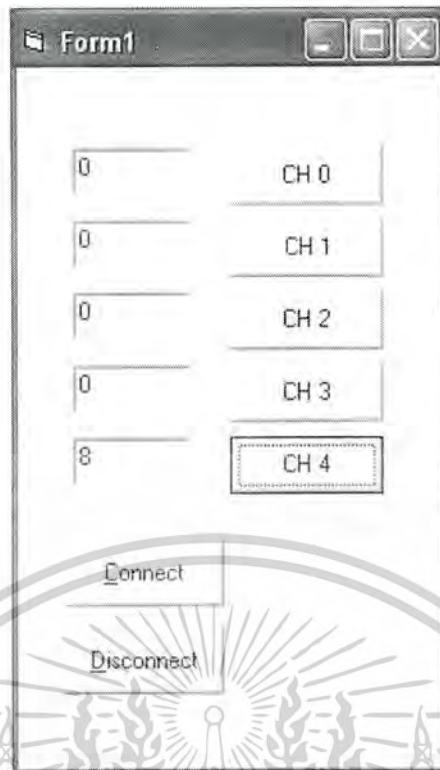 Form1
0 CH 0
0 CH 1
0 CH 2
0 CH 3
8 CH 4
Connect
Disconnect